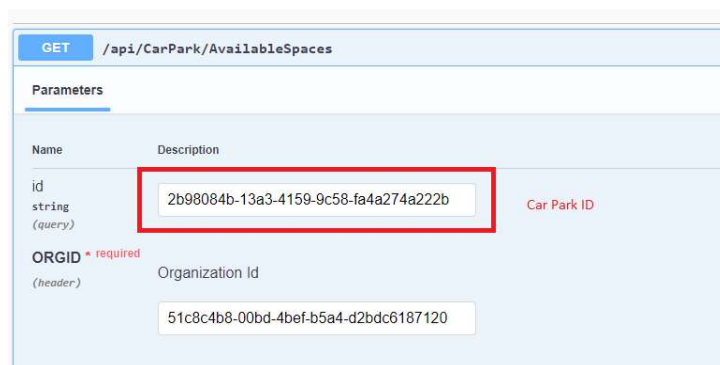 GET /api/CarPark/AvailableSpaces
Parameters
Name Description
id
string
(query)
2b98084b-13a3-4159-9c58-fa4a274a222b Car Park ID
ORGID * required
(header)
Organization Id
51c8c4b8-00bd-4bef-b5a4-d2bdc6187120